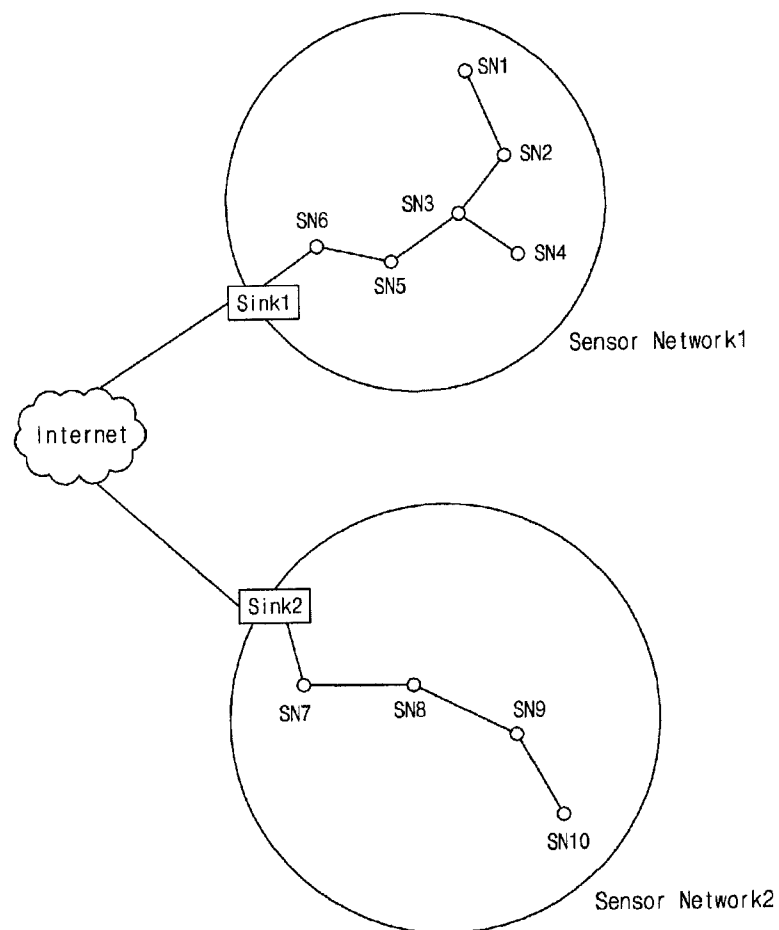 SN1
SN2
SN3
SN6
SN4
SN5
Sink1
Sensor Network1
Internet
Sink2
SN7
SN8
SN9
SN10
Sensor Network2